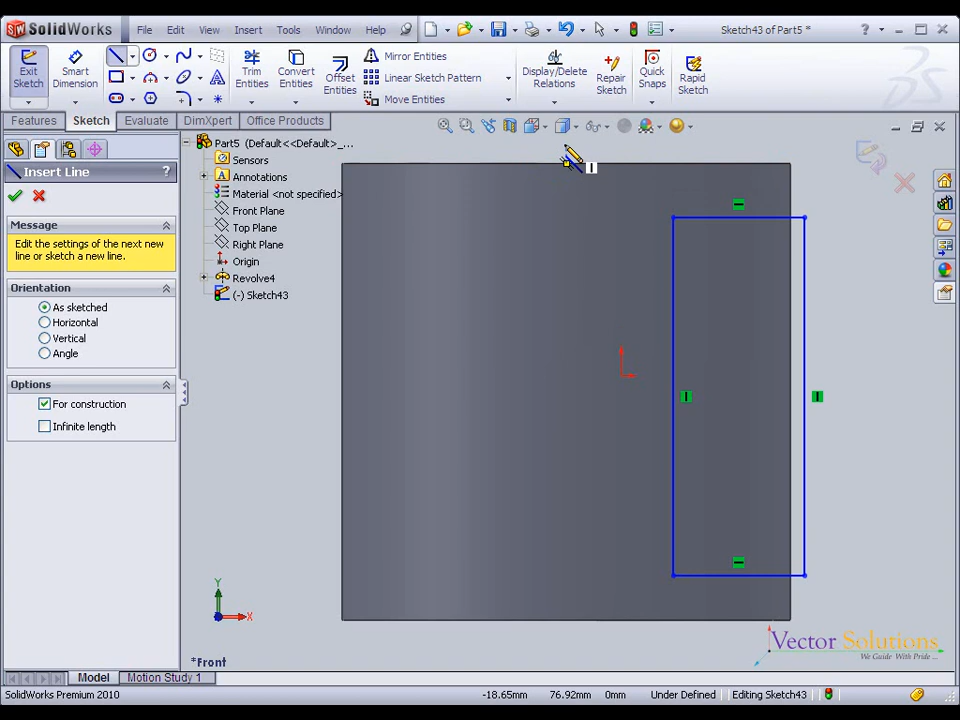 SolidWorks File Edit View Insert Tools Window Help Sketch43 of Part5 * ?
Exit Sketch Smart Dimension Trim Entities Convert Entities Offset Entities Mirror Entities Linear Sketch Pattern Move Entities Display/Delete Relations Repair Sketch Quick Snaps Rapid Sketch
Features Sketch Evaluate DimXpert Office Products
Part5 (Default<<Default>_...
Insert Line ?
Sensors
Annotations
Material <not specified>
Front Plane
Top Plane
Right Plane
Origin
Revolve4
(-) Sketch43
Message
Edit the settings of the next new
line or sketch a new line.
Orientation
As sketched
Horizontal
Vertical
Angle
Options
For construction
Infinite length
Y
X
*Front
Vector Solutions
We Guide With Pride ...
Model Motion Study 1
SolidWorks Premium 2010 -18.65mm 76.92mm 0mm Under Defined Editing Sketch43